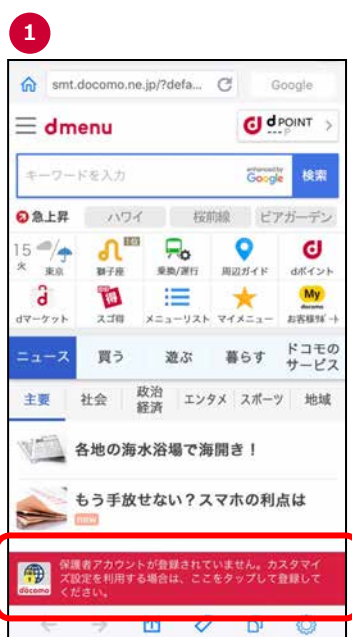 1
smt.docomo.ne.jp/?defa... Google
dmenu d POINT
キーワードを入力 enhanced by Google 検索
急上昇 ハワイ 桜前線 ビアガーデン
15
火 東京 獅子座 乗換/運行 周辺ガイド dポイント
得 My docomo
dマーケット スゴ得 メニューリスト マイメニュー お客様ｻﾎﾟｰﾄ
ニュース 買う 遊ぶ 暮らす ドコモの
サービス
主要 社会 政治
経済 エンタメ スポーツ 地域
各地の海水浴場で海開き！
もう手放せない？スマホの利点は
new
保護者アカウントが登録されていません。カスタマイ
ズ設定を利用する場合は、ここをタップして登録して
ください。
docomo